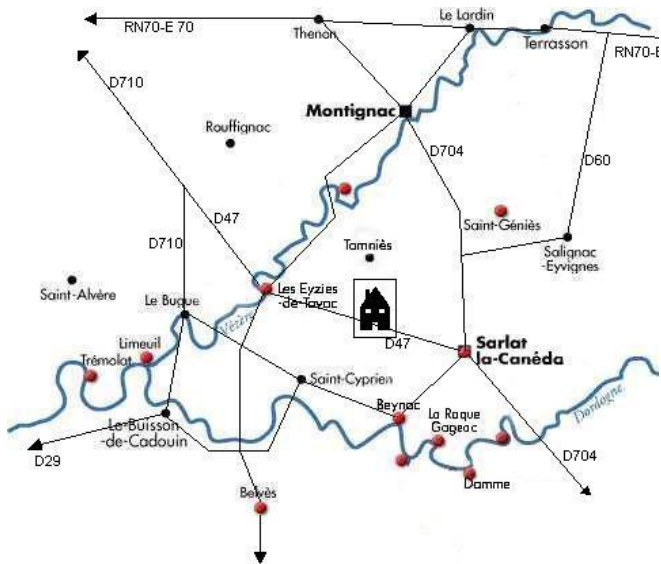 Le Lardin
RN70-E 70
Thenon
Terrasson
RN70-E
D710
Montignac
Rouffignac
D704
D60
D47
Saint-Géniès
D710
Tamniès
Salignac
-Eyvignes
Saint-Alvère
Les Eyzies
-de-Tayac
Le Bugue
Vézère
Limeuil
D47
Sarlat
la-Canéda
Trémolat
Saint-Cyprien
Beynac
La Roque
Gageac
Dordogne
Le Buisson
-de-Cadouin
D29
D704
Domme
Belvès